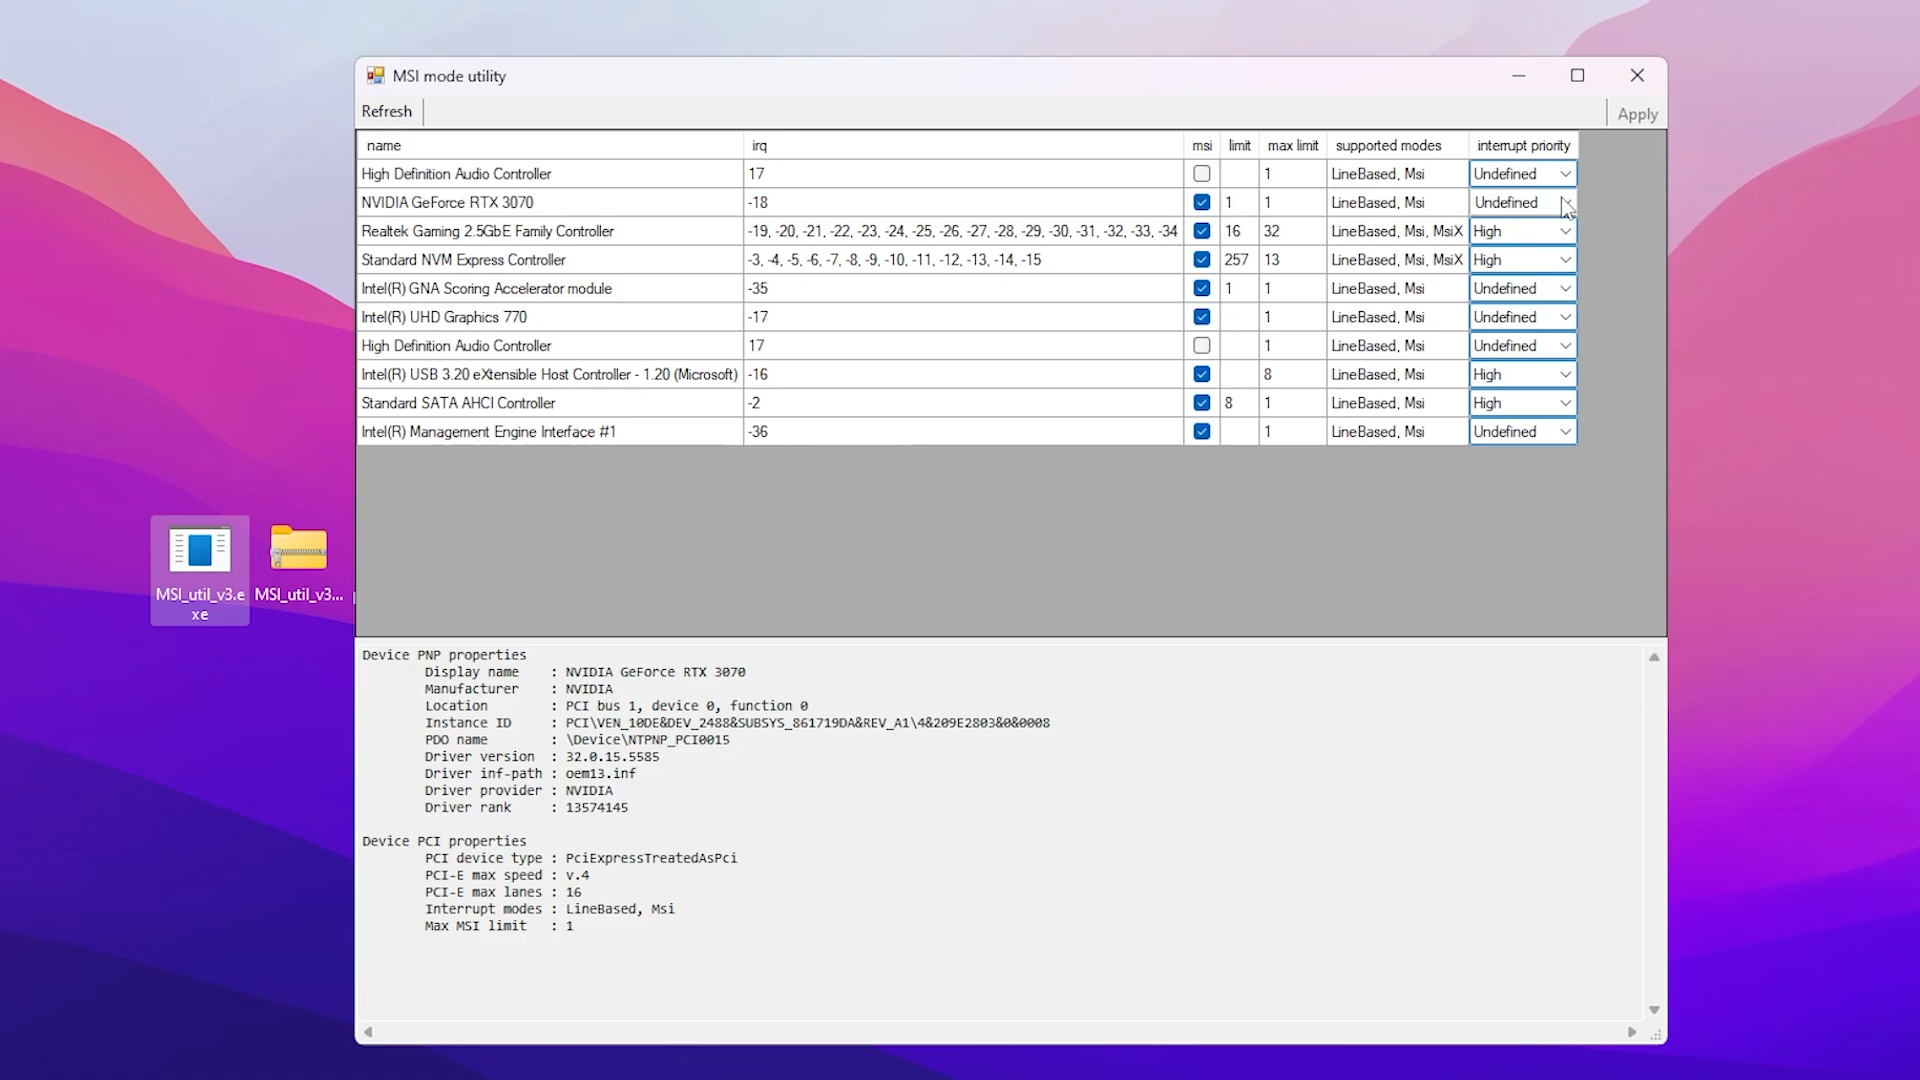 MSI mode utility
Refresh
Apply
name irq msi limit max limit supported modes interrupt priority
High Definition Audio Controller 17 1 LineBased, Msi Undefined
NVIDIA GeForce RTX 3070 -18 1 1 LineBased, Msi Undefined
Realtek Gaming 2.5GbE Family Controller -19, -20, -21, -22, -23, -24, -25, -26, -27, -28, -29, -30, -31, -32, -33, -34 16 32 LineBased, Msi, MsiX High
Standard NVM Express Controller -3, -4, -5, -6, -7, -8, -9, -10, -11, -12, -13, -14, -15 257 13 LineBased, Msi, MsiX High
Intel(R) GNA Scoring Accelerator module -35 1 1 LineBased, Msi Undefined
Intel(R) UHD Graphics 770 -17 1 LineBased, Msi Undefined
High Definition Audio Controller 17 1 LineBased, Msi Undefined
Intel(R) USB 3.20 eXtensible Host Controller - 1.20 (Microsoft) -16 8 LineBased, Msi High
Standard SATA AHCI Controller -2 8 1 LineBased, Msi High
Intel(R) Management Engine Interface #1 -36 1 LineBased, Msi Undefined
MSI_util_v3.e
xe
MSI_util_v3...
Device PNP properties
Display name : NVIDIA GeForce RTX 3070
Manufacturer : NVIDIA
Location : PCI bus 1, device 0, function 0
Instance ID : PCI\VEN_10DE&DEV_2488&SUBSYS_861719DA&REV_A1\4&209E2803&0&0008
PDO name : \Device\NTPNP_PCI0015
Driver version : 32.0.15.5585
Driver inf-path : oem13.inf
Driver provider : NVIDIA
Driver rank : 13574145
Device PCI properties
PCI device type : PciExpressTreatedAsPci
PCI-E max speed : v.4
PCI-E max lanes : 16
Interrupt modes : LineBased, Msi
Max MSI limit : 1